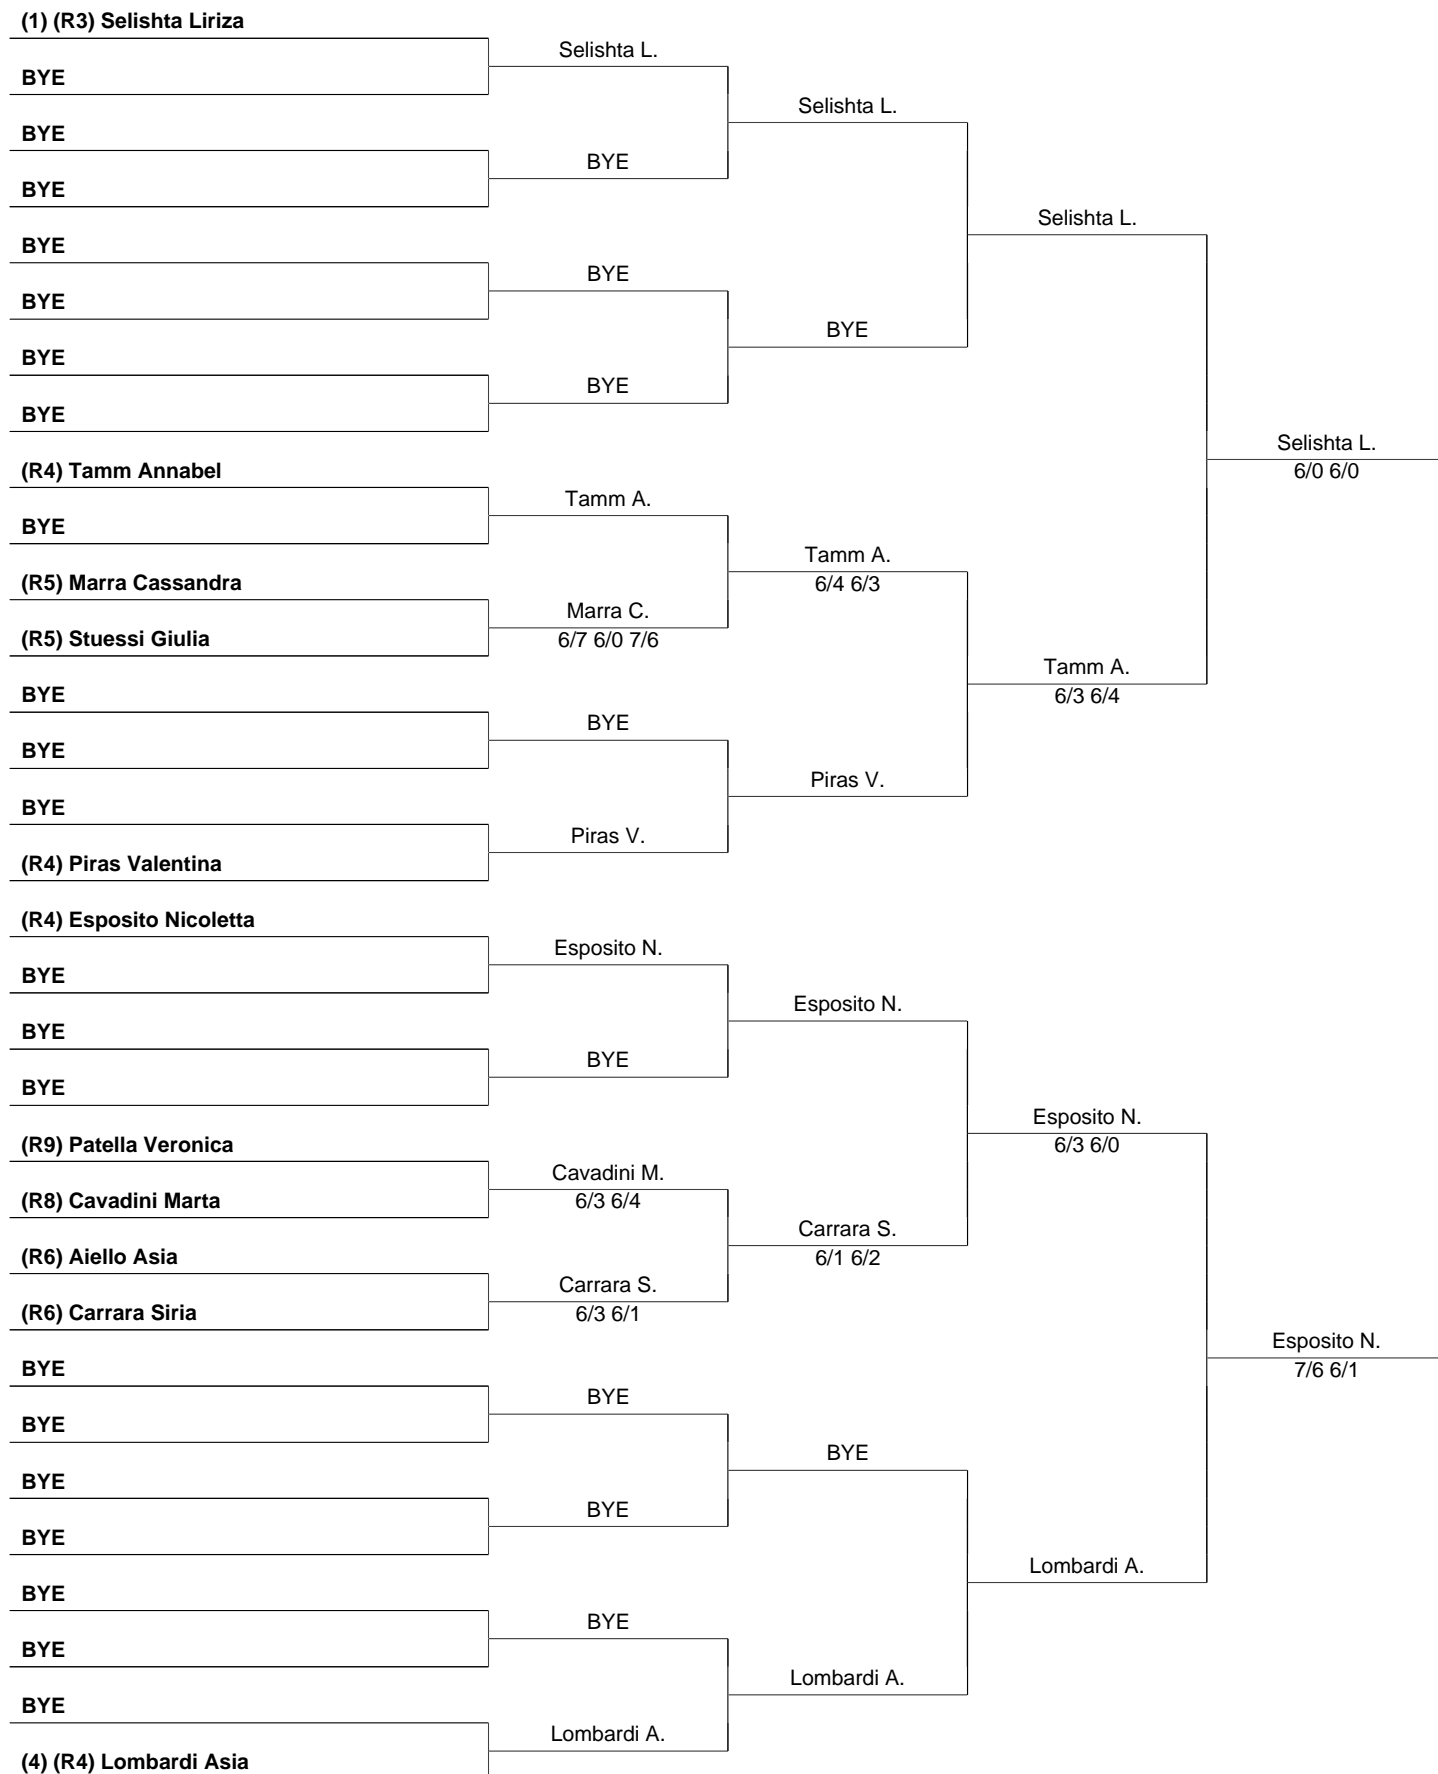 (1) (R3) Selishta Liriza
Selishta L.
BYE
Selishta L.
BYE
BYE
BYE
Selishta L.
BYE
BYE
BYE
BYE
BYE
BYE
BYE
Selishta L.
6/0 6/0
(R4) Tamm Annabel
Tamm A.
BYE
Tamm A.
6/4 6/3
(R5) Marra Cassandra
Marra C.
6/7 6/0 7/6
(R5) Stuessi Giulia
Tamm A.
6/3 6/4
BYE
BYE
BYE
Piras V.
BYE
Piras V.
(R4) Piras Valentina
(R4) Esposito Nicoletta
Esposito N.
BYE
Esposito N.
BYE
BYE
BYE
Esposito N.
6/3 6/0
(R9) Patella Veronica
Cavadini M.
6/3 6/4
(R8) Cavadini Marta
Carrara S.
6/1 6/2
(R6) Aiello Asia
Carrara S.
6/3 6/1
(R6) Carrara Siria
Esposito N.
7/6 6/1
BYE
BYE
BYE
BYE
BYE
BYE
BYE
Lombardi A.
BYE
BYE
BYE
Lombardi A.
BYE
Lombardi A.
(4) (R4) Lombardi Asia